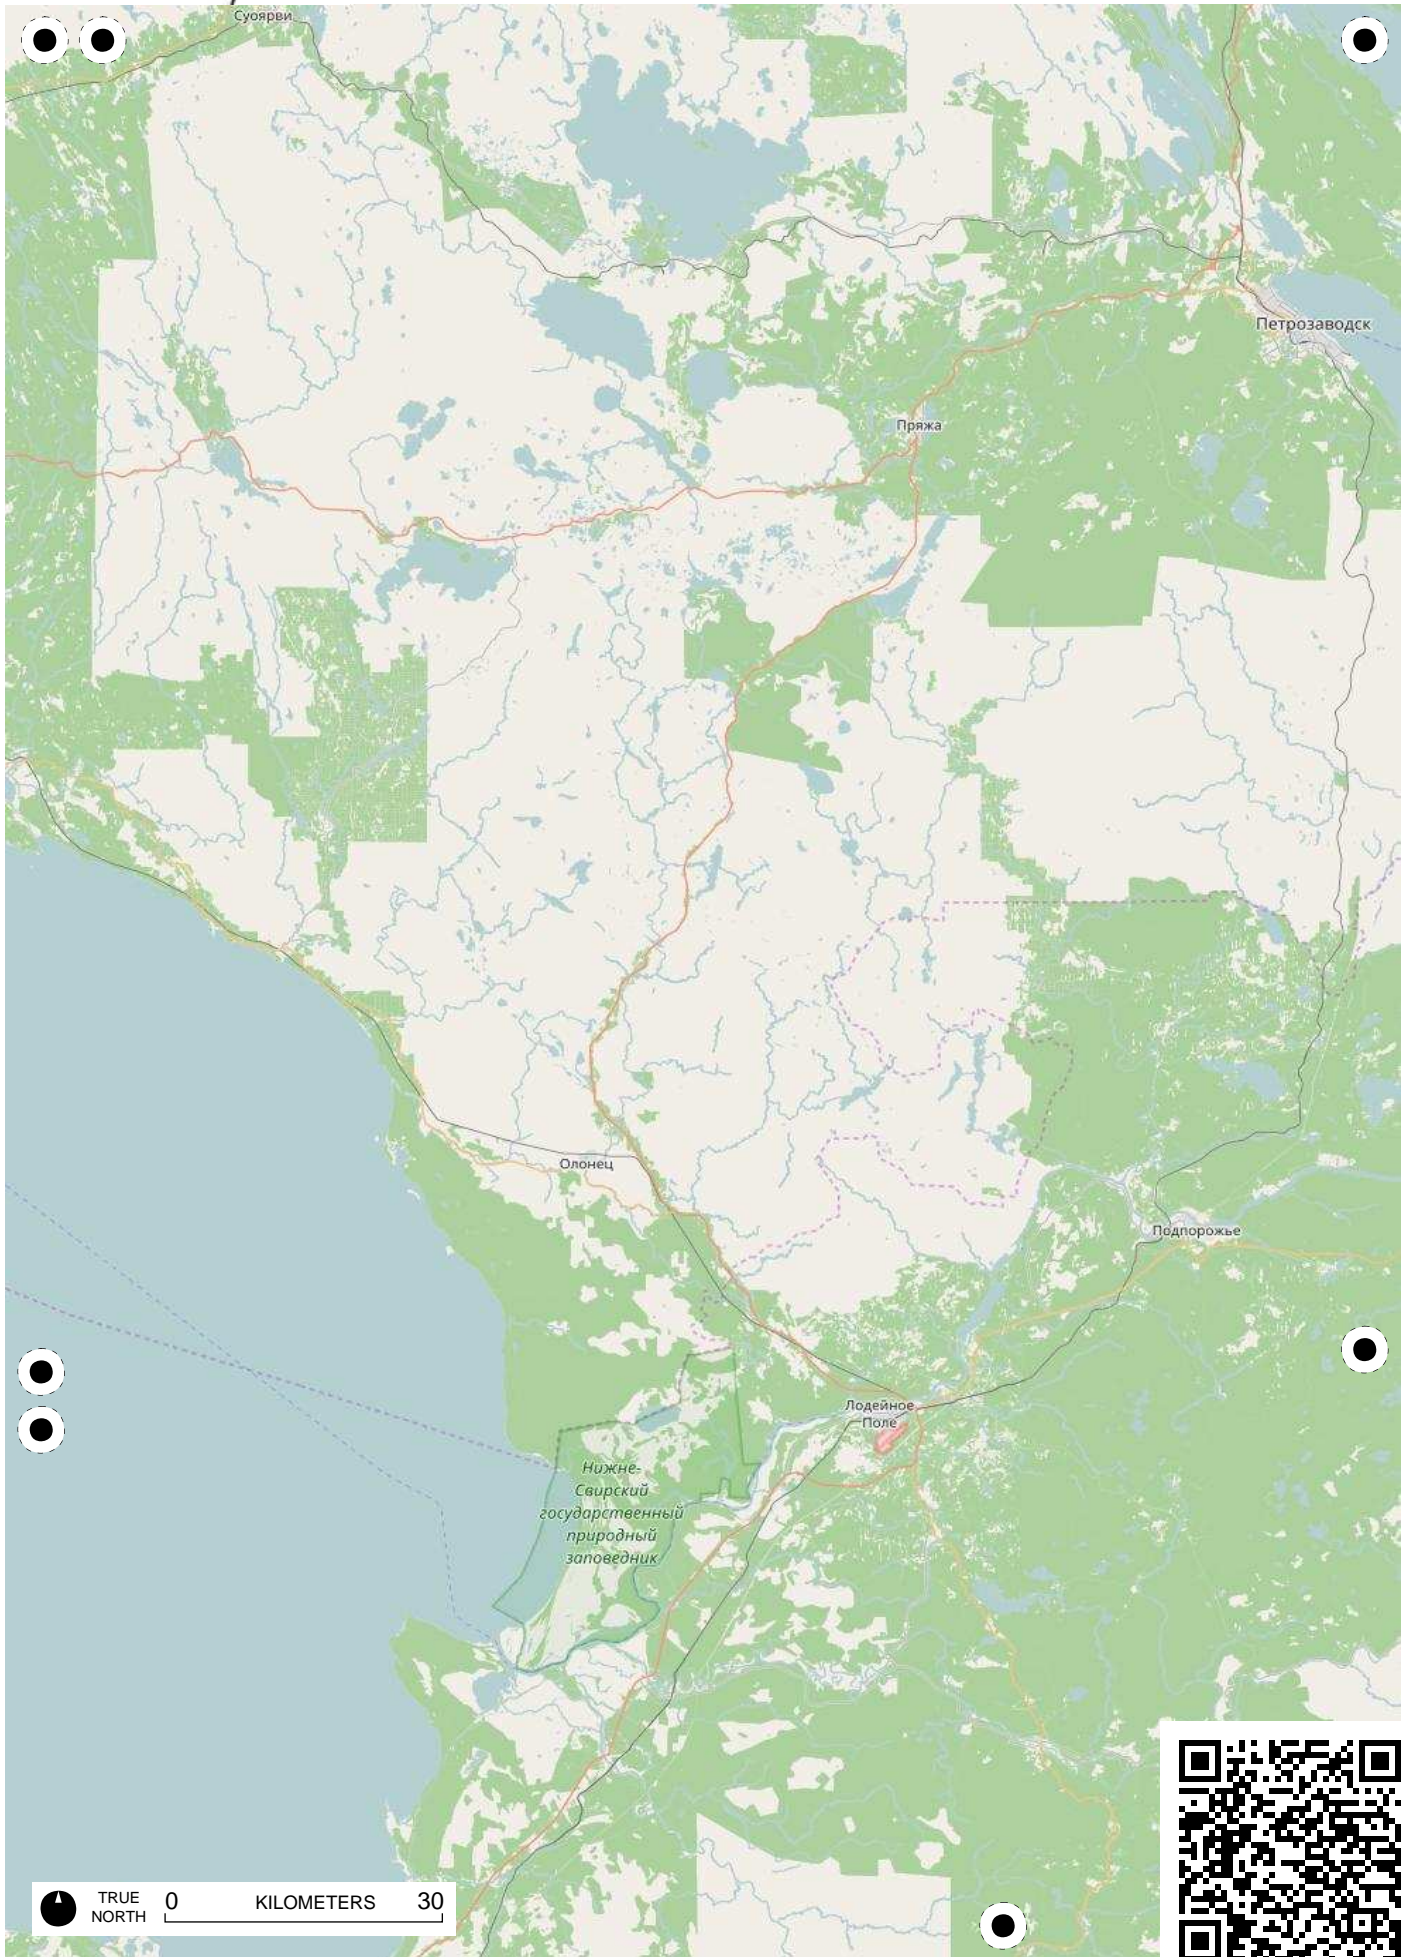 Суоярви
Петрозаводск
Пряжа
Олонец
Подпорожье
Лодейное
Поле
Нижне-
Свирский
государственный
природный
заповедник
TRUE
NORTH
0 KILOMETERS 30